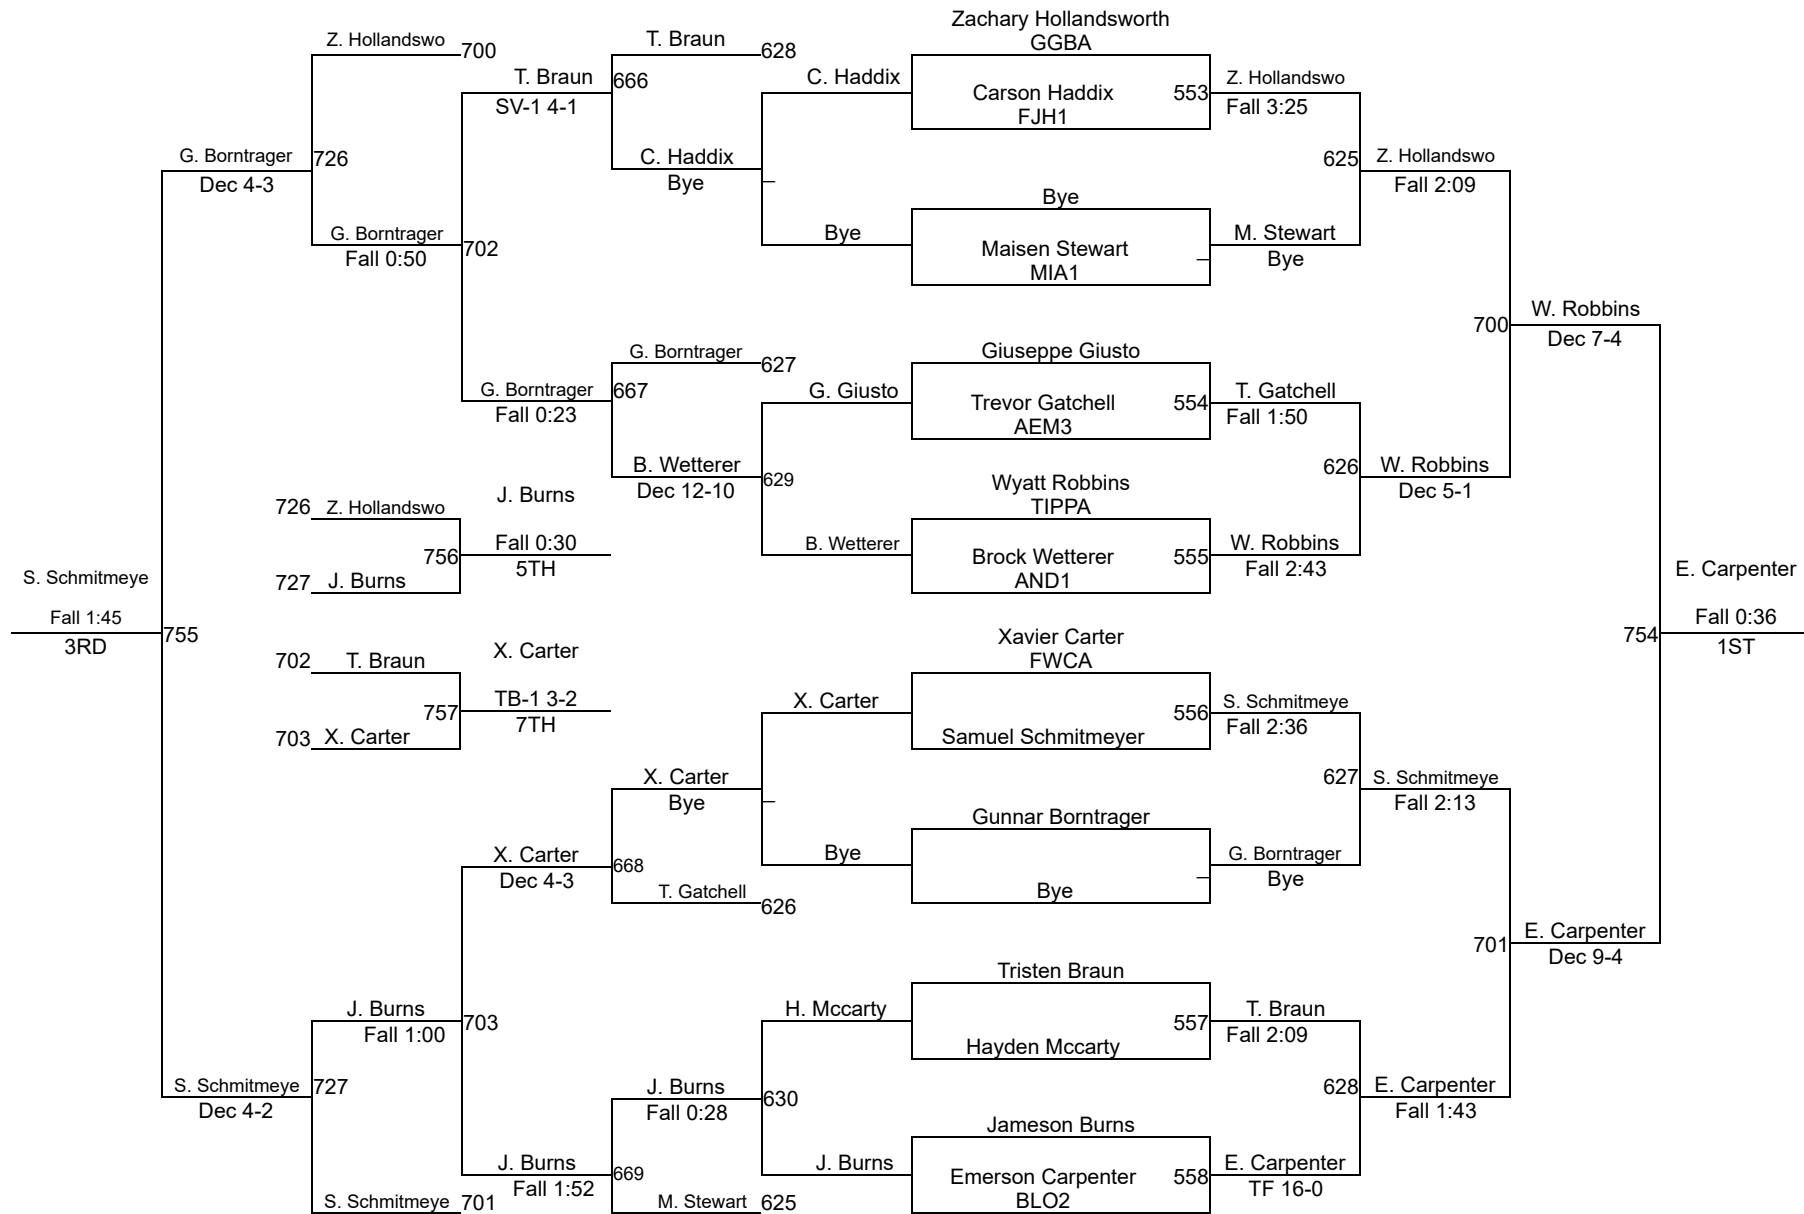 Zachary Hollandsworth
GGBA
Z. Hollandswo
700
T. Braun
628
T. Braun
666
SV-1 4-1
C. Haddix
Carson Haddix
FJH1
553
Z. Hollandswo
Fall 3:25
G. Borntrager
726
Dec 4-3
C. Haddix
Bye
_
625
Z. Hollandswo
Fall 2:09
G. Borntrager
Fall 0:50
702
Bye
Bye
Maisen Stewart
MIA1
_
M. Stewart
Bye
700
W. Robbins
Dec 7-4
G. Borntrager
627
Giuseppe Giusto
G. Borntrager
667
Fall 0:23
G. Giusto
Trevor Gatchell
AEM3
554
T. Gatchell
Fall 1:50
B. Wetterer
Dec 12-10
629
Wyatt Robbins
TIPPA
626
W. Robbins
Dec 5-1
726
Z. Hollandswo
J. Burns
756
Fall 0:30
5TH
727
J. Burns
B. Wetterer
Brock Wetterer
AND1
555
W. Robbins
Fall 2:43
S. Schmitmeye
Fall 1:45
3RD
755
E. Carpenter
754
Fall 0:36
1ST
702
T. Braun
X. Carter
757
TB-1 3-2
7TH
703
X. Carter
Xavier Carter
FWCA
X. Carter
556
Samuel Schmitmeyer
S. Schmitmeye
Fall 2:36
X. Carter
Bye
_
627
S. Schmitmeye
Fall 2:13
Gunnar Borntrager
X. Carter
Dec 4-3
668
Bye
Bye
_
G. Borntrager
Bye
T. Gatchell
626
701
E. Carpenter
Dec 9-4
Tristen Braun
J. Burns
Fall 1:00
703
H. Mccarty
557
Hayden Mccarty
T. Braun
Fall 2:09
S. Schmitmeye
727
Dec 4-2
J. Burns
Fall 0:28
630
628
E. Carpenter
Fall 1:43
Jameson Burns
J. Burns
Fall 1:52
669
J. Burns
Emerson Carpenter
BLO2
558
E. Carpenter
TF 16-0
S. Schmitmeye
701
M. Stewart
625